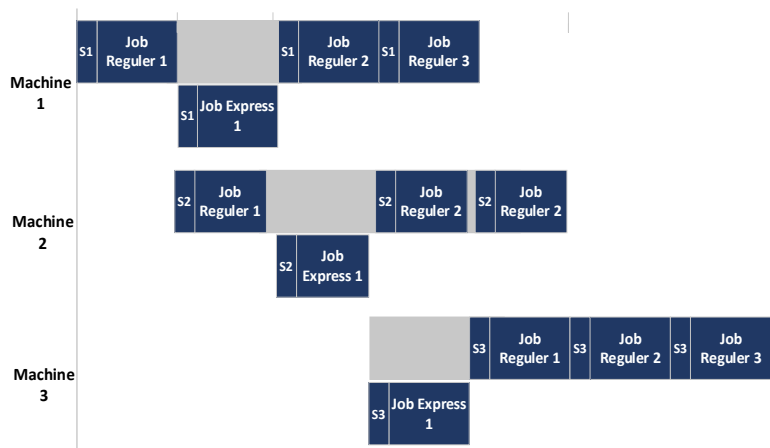 S1
Job
Reguler 1
S1
Job
Reguler 2
S1
Job
Reguler 3
Machine
1
S1
Job Express
1
S2
Job
Reguler 1
S2
Job
Reguler 2
S2
Job
Reguler 2
Machine
2
S2
Job
Express 1
S3
Job
Reguler 1
S3
Job
Reguler 2
S3
Job
Reguler 3
Machine
3
S3
Job Express
1